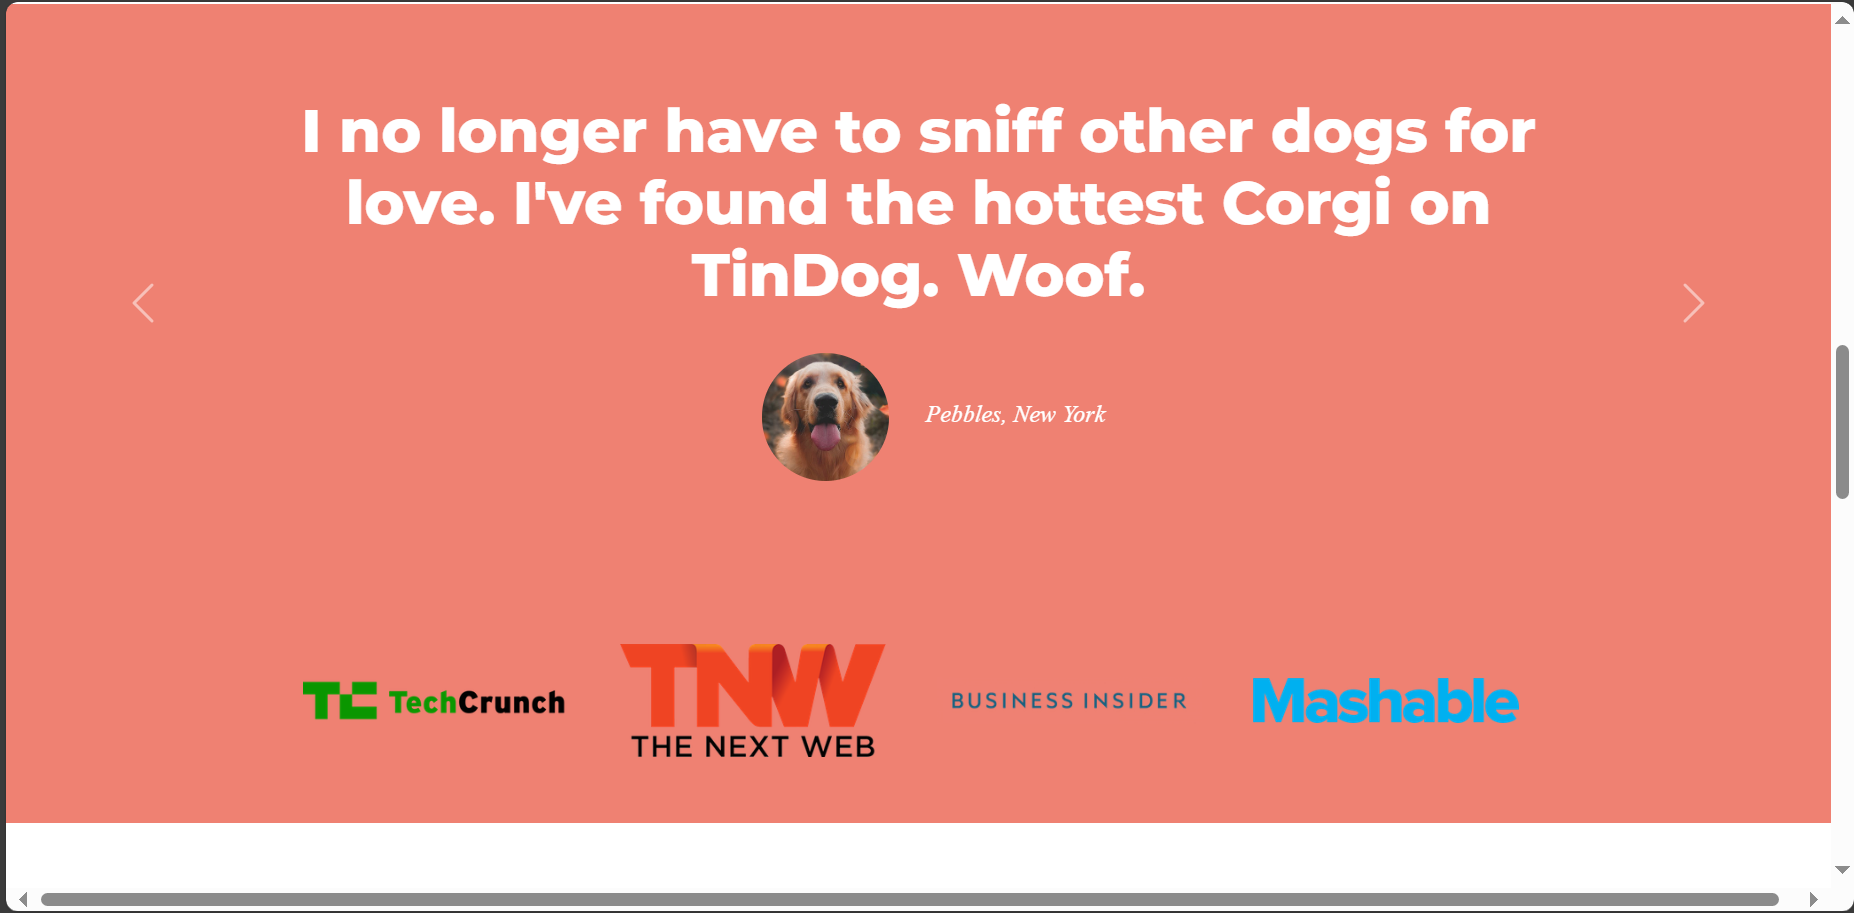 I no longer have to sniff other dogs for
love. I've found the hottest Corgi on
TinDog. Woof.
Pebbles, New York
TC TechCrunch
TNW
THE NEXT WEB
BUSINESS INSIDER
Mashable